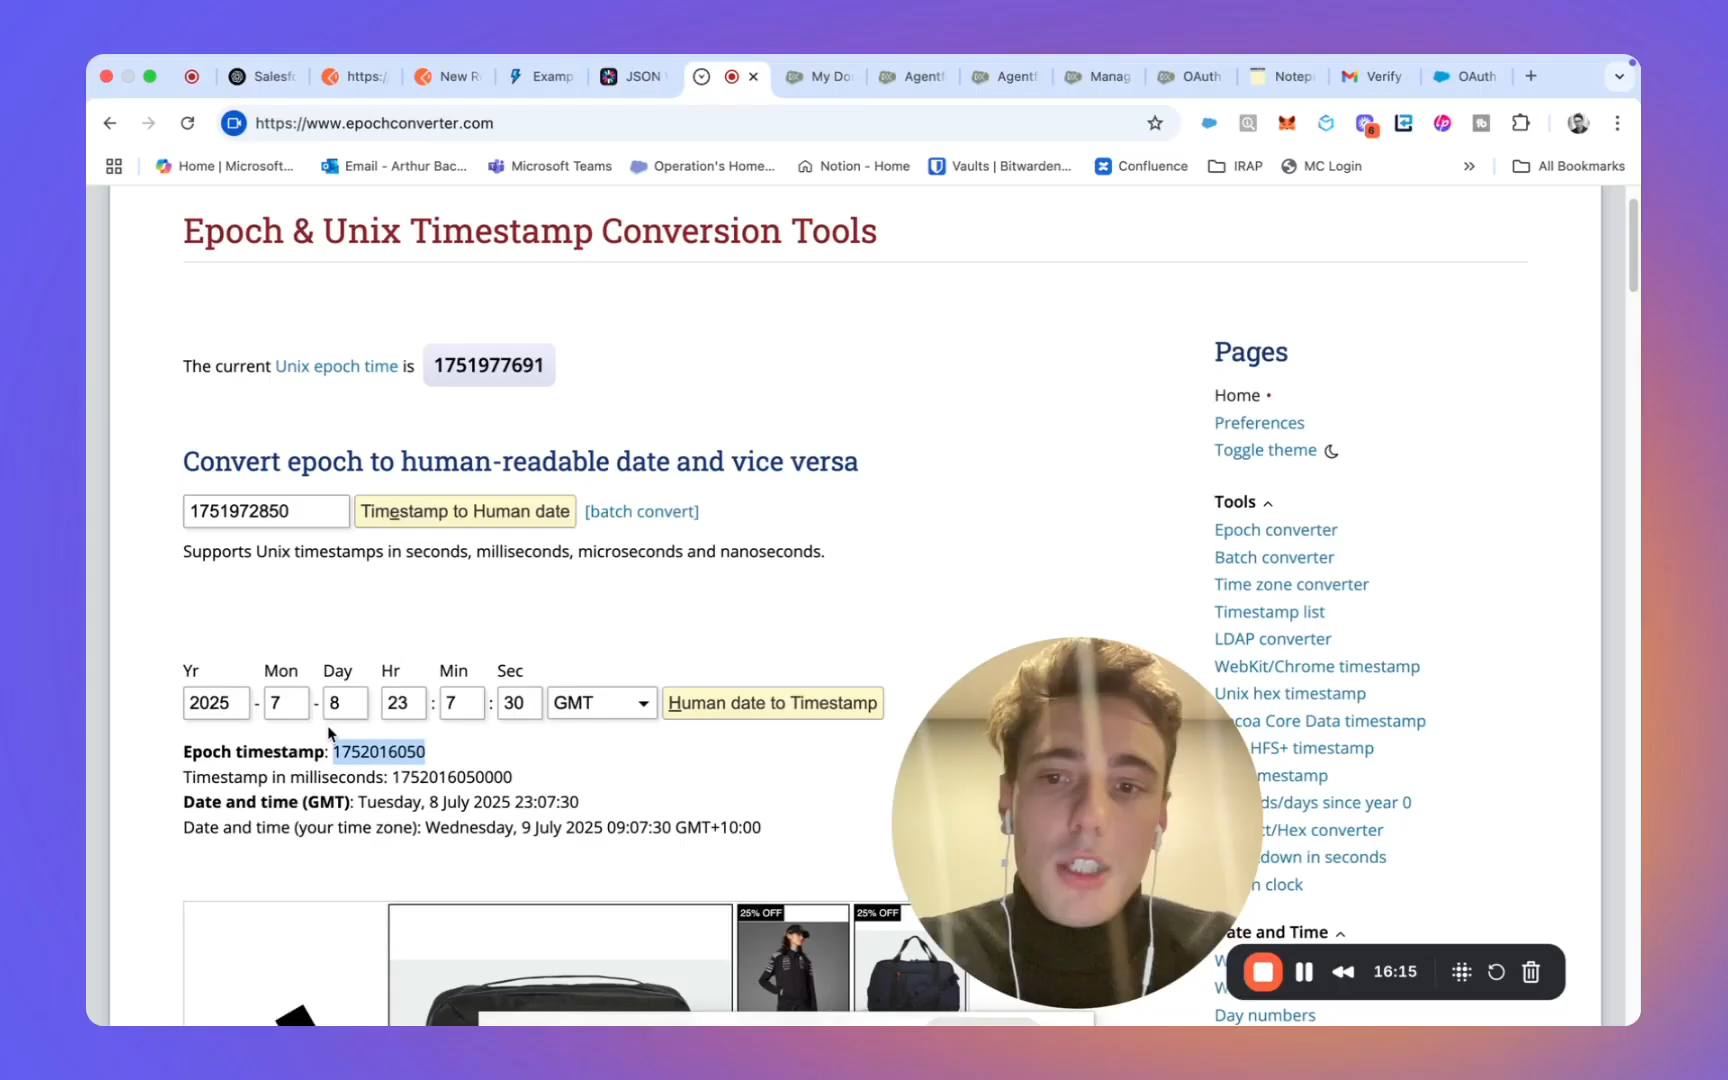 Salesfo
https:/
New R
Examp
JSON
My Do
Agentf
Agentf
Manag
OAuth
Notep
Verify
OAuth
https://www.epochconverter.com
6
Home | Microsoft...
Email - Arthur Bac...
Microsoft Teams
Operation's Home...
Notion - Home
Vaults | Bitwarden...
Confluence
IRAP
MC Login
»
All Bookmarks
Epoch & Unix Timestamp Conversion Tools
The current Unix epoch time is 1751977691
Convert epoch to human-readable date and vice versa
1751972850 Timestamp to Human date [batch convert]
Supports Unix timestamps in seconds, milliseconds, microseconds and nanoseconds.
Yr Mon Day Hr Min Sec
2025 - 7 - 8 23 : 7 : 30 GMT Human date to Timestamp
Epoch timestamp: 1752016050
Timestamp in milliseconds: 1752016050000
Date and time (GMT): Tuesday, 8 July 2025 23:07:30
Date and time (your time zone): Wednesday, 9 July 2025 09:07:30 GMT+10:00
25% OFF
25% OFF
Pages
Home •
Preferences
Toggle theme
Tools
Epoch converter
Batch converter
Time zone converter
Timestamp list
LDAP converter
WebKit/Chrome timestamp
Unix hex timestamp
coa Core Data timestamp
HFS+ timestamp
mestamp
ds/days since year 0
ct/Hex converter
down in seconds
n clock
ate and Time
Day numbers
16:15